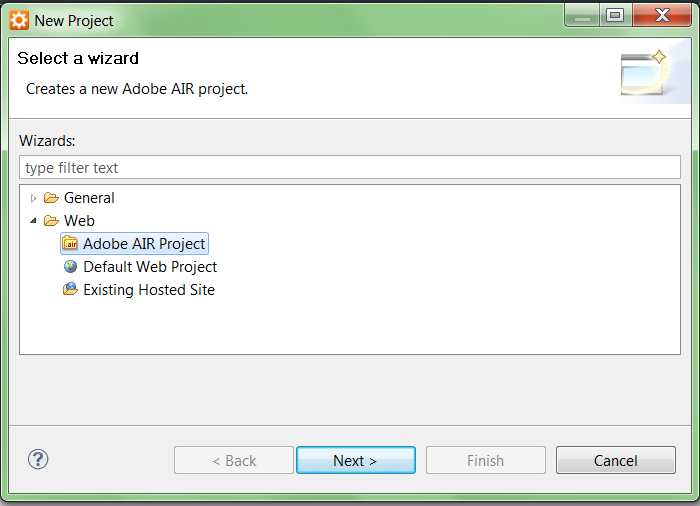 New Project
Select a wizard
Creates a new Adobe AIR project.
Wizards:
type filter text
General
Web
.air Adobe AIR Project
Default Web Project
Existing Hosted Site
? < Back Next > Finish Cancel